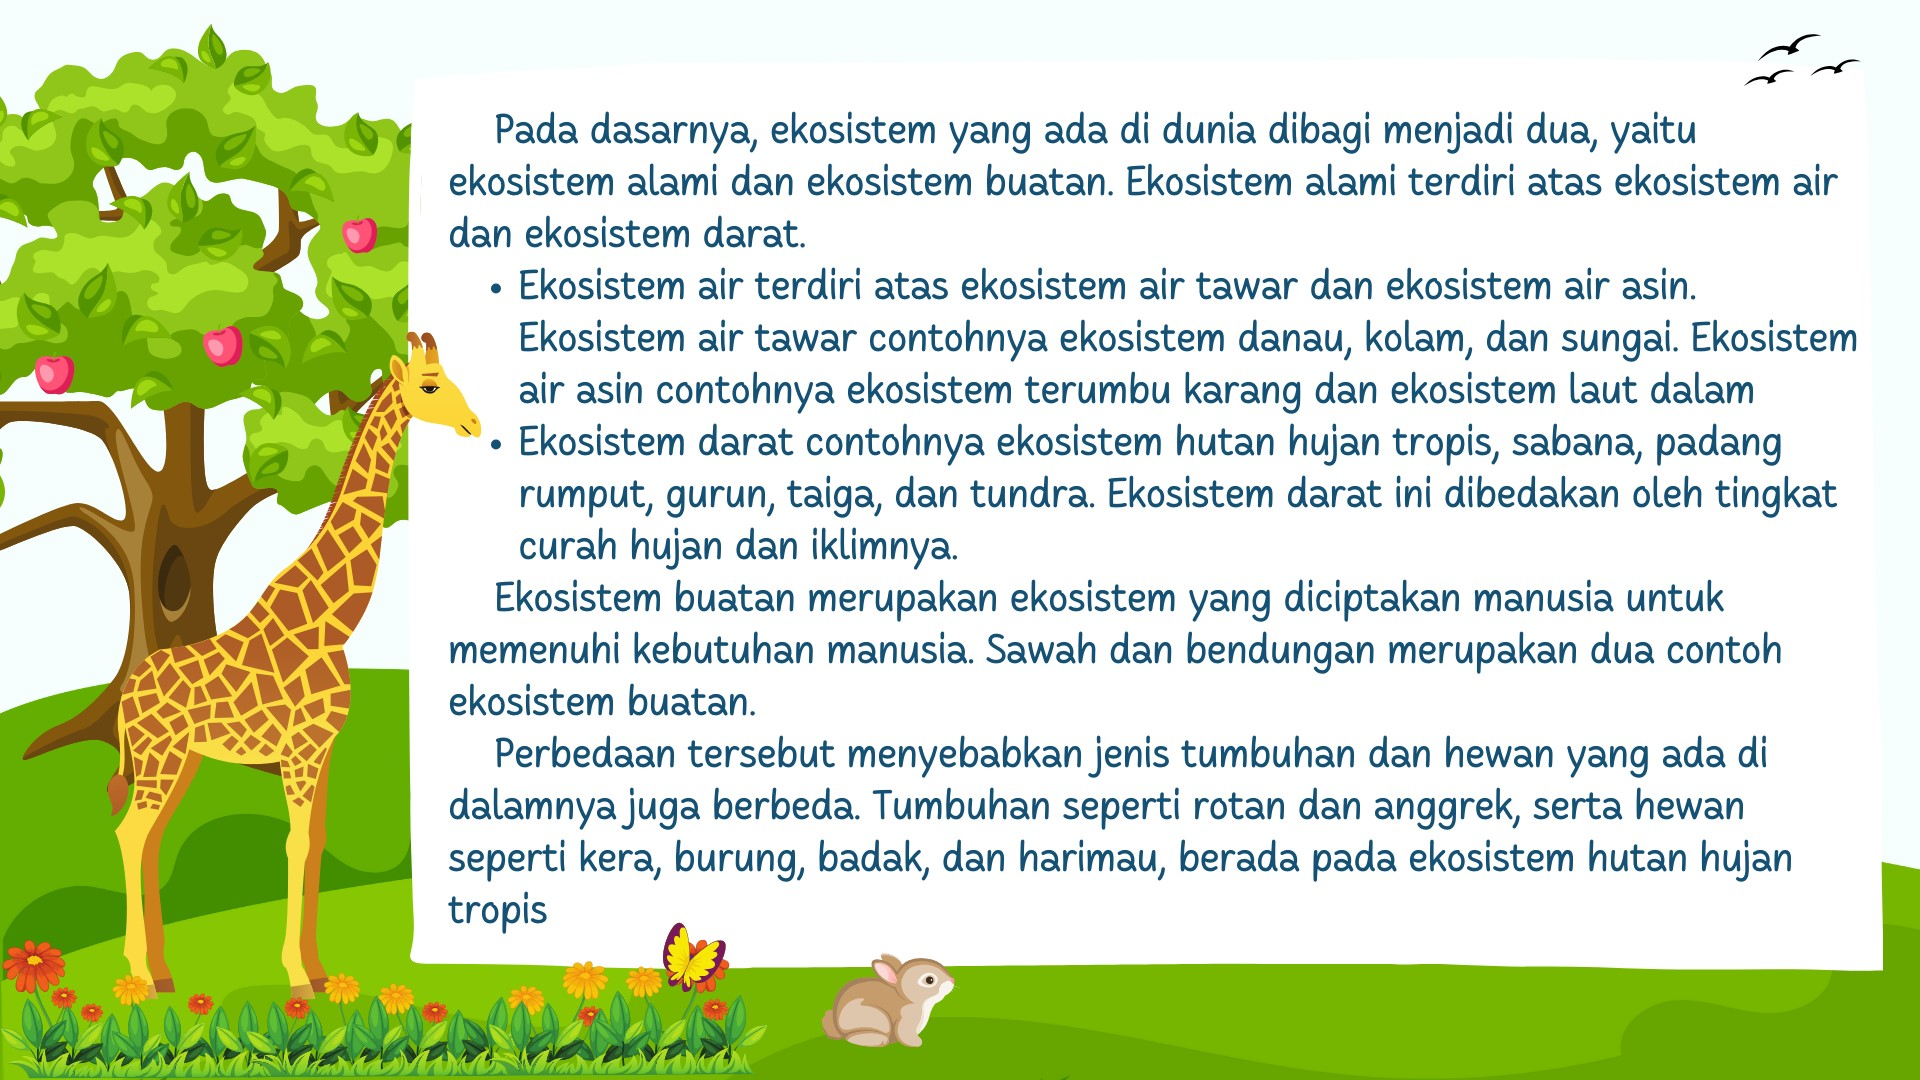 Pada dasarnya, ekosistem yang ada di dunia dibagi menjadi dua, yaitu
ekosistem alami dan ekosistem buatan. Ekosistem alami terdiri atas ekosistem air
dan ekosistem darat.
• Ekosistem air terdiri atas ekosistem air tawar dan ekosistem air asin.
Ekosistem air tawar contohnya ekosistem danau, kolam, dan sungai. Ekosistem
air asin contohnya ekosistem terumbu karang dan ekosistem laut dalam
• Ekosistem darat contohnya ekosistem hutan hujan tropis, sabana, padang
rumput, gurun, taiga, dan tundra. Ekosistem darat ini dibedakan oleh tingkat
curah hujan dan iklimnya.
Ekosistem buatan merupakan ekosistem yang diciptakan manusia untuk
memenuhi kebutuhan manusia. Sawah dan bendungan merupakan dua contoh
ekosistem buatan.
Perbedaan tersebut menyebabkan jenis tumbuhan dan hewan yang ada di
dalamnya juga berbeda. Tumbuhan seperti rotan dan anggrek, serta hewan
seperti kera, burung, badak, dan harimau, berada pada ekosistem hutan hujan
tropis